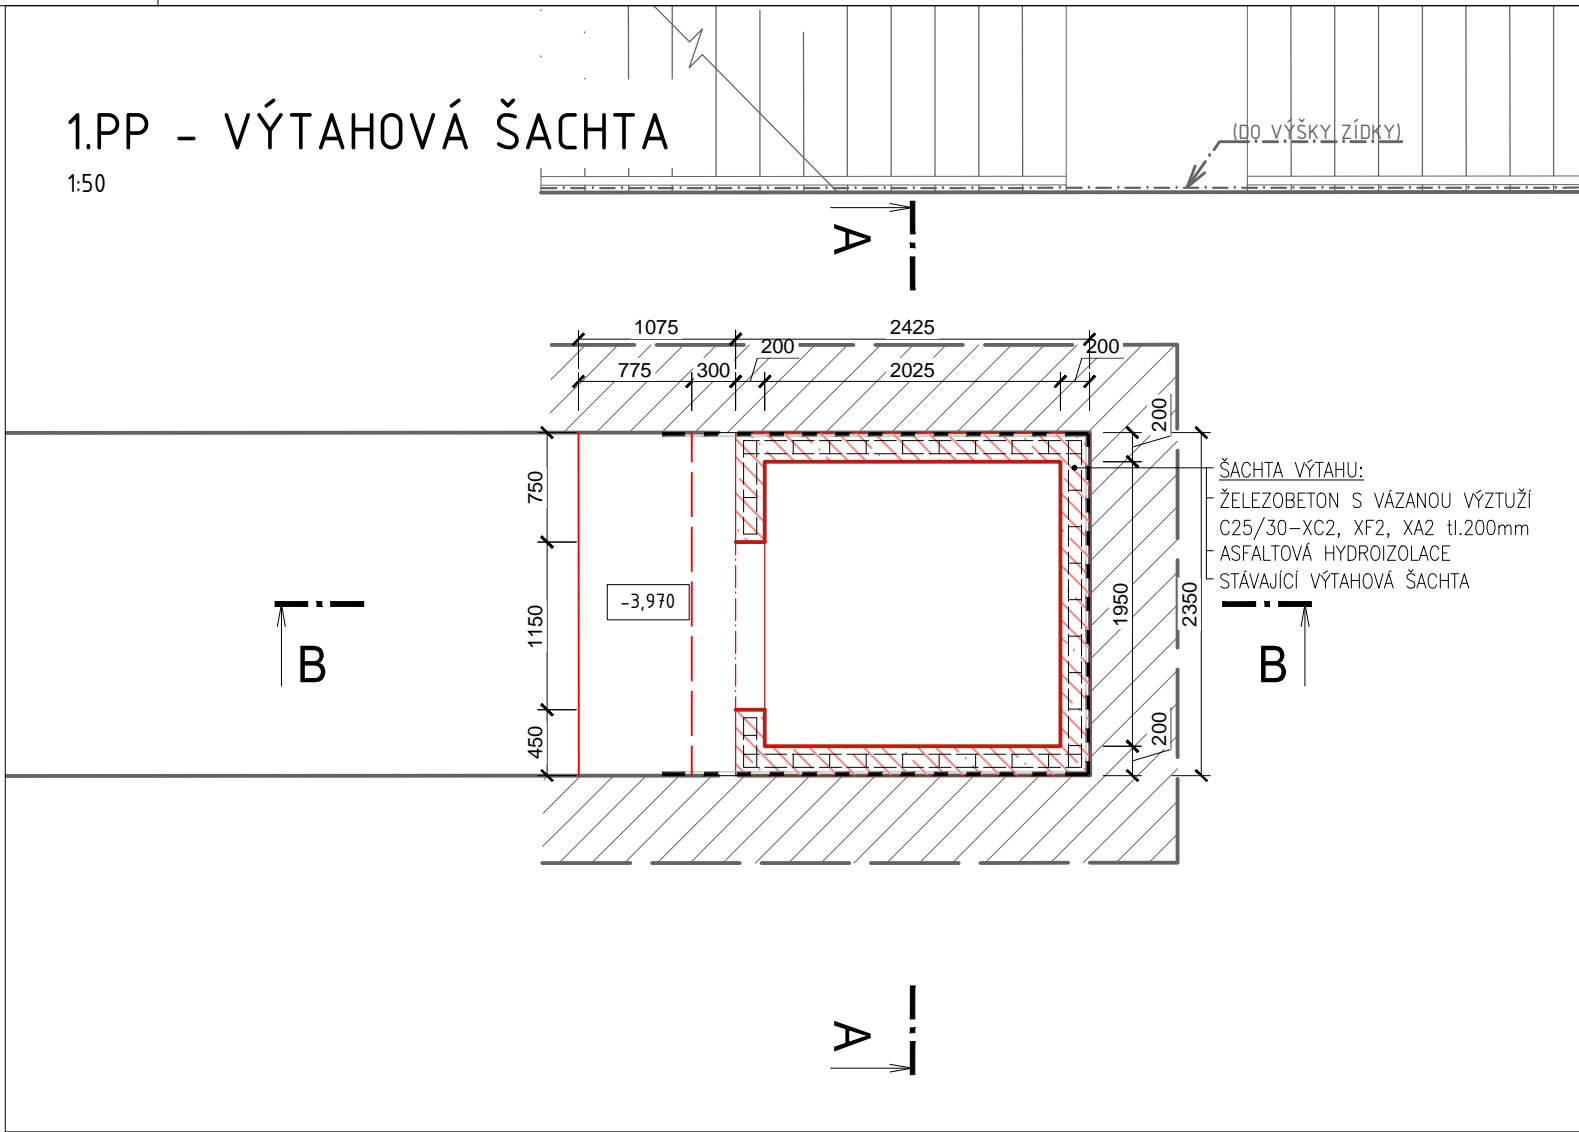 1.PP - VÝTAHOVÁ ŠACHTA
1:50
(DO VÝŠKY ZÍDKY)
A
1075
2425
200
200
775
300
2025
200
750
ŠACHTA VÝTAHU:
ŽELEZOBETON S VÁZANOU VÝZTUŽÍ
C25/30-XC2, XF2, XA2 tl.200mm
ASFALTOVÁ HYDROIZOLACE
STÁVAJÍCÍ VÝTAHOVÁ ŠACHTA
-3,970
1150
1950
2350
B
B
450
200
A